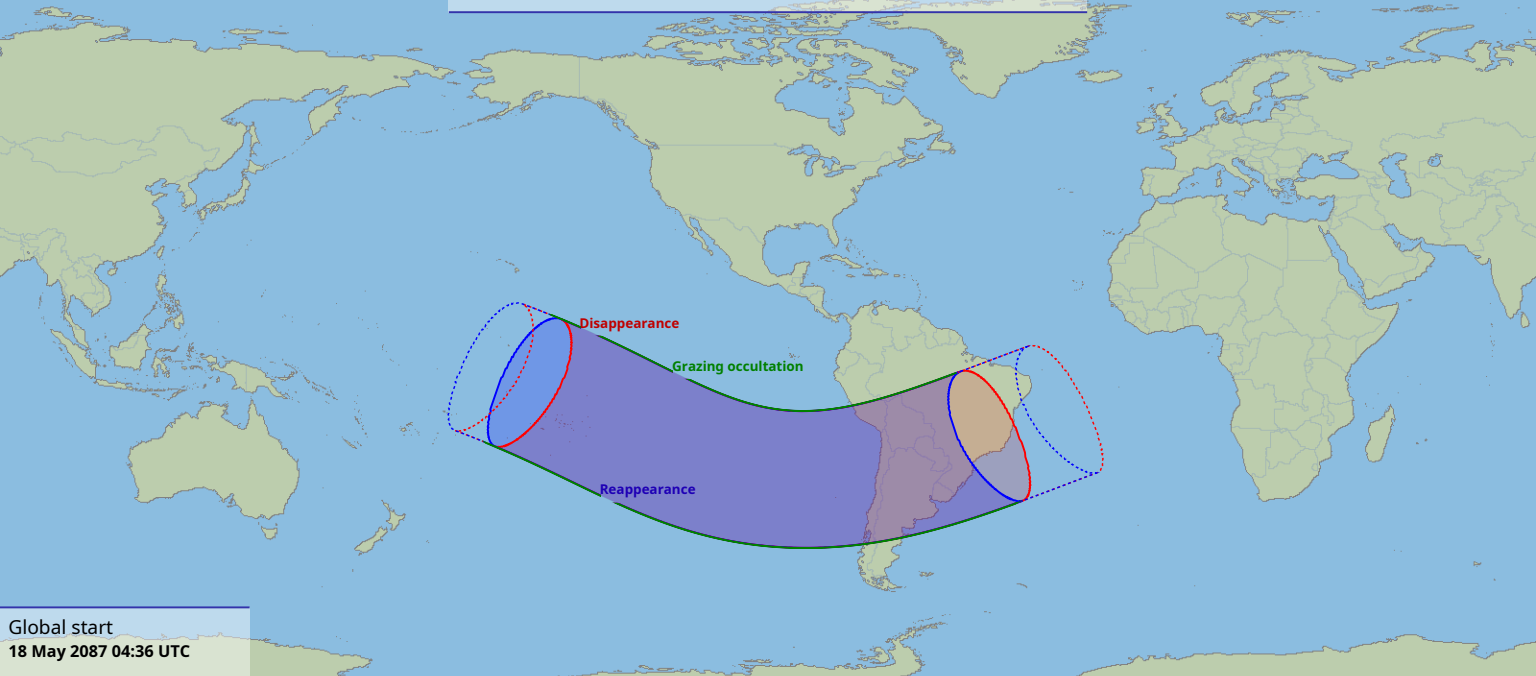 Disappearance
Grazing occultation
Reappearance
Global start
18 May 2087 04:36 UTC